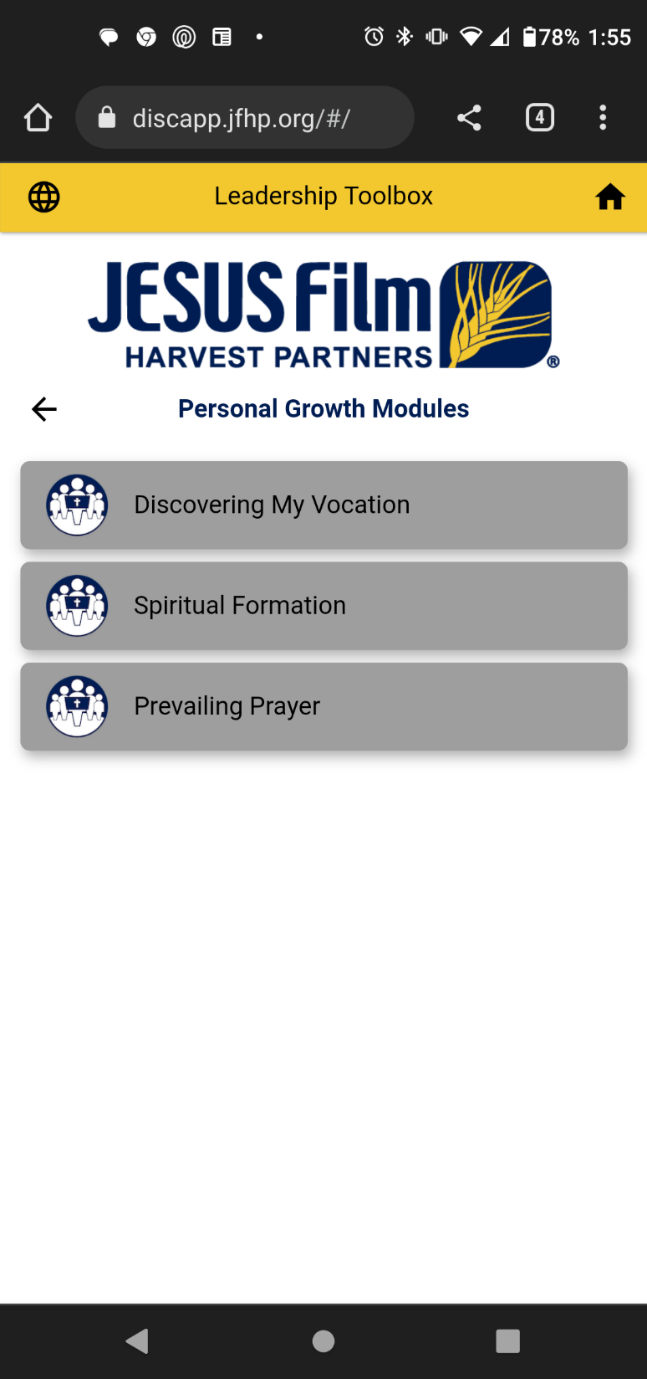 78% 1:55
discapp.jfhp.org/#/
4
Leadership Toolbox
JESUS Film
HARVEST PARTNERS®
Personal Growth Modules
Discovering My Vocation
Spiritual Formation
Prevailing Prayer